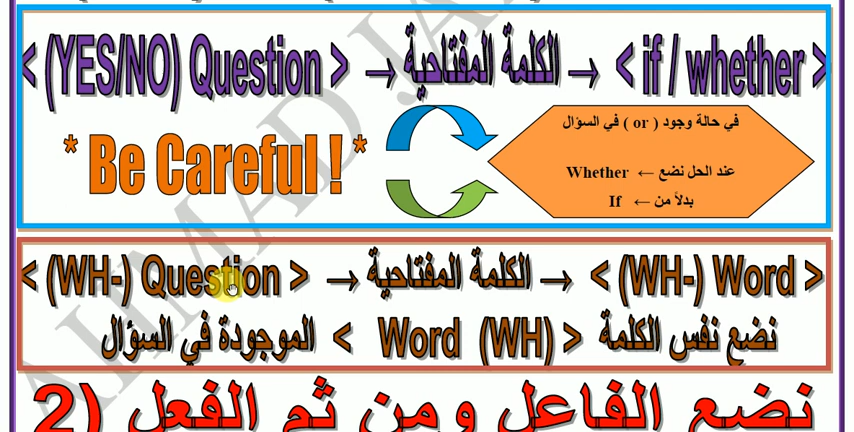 < (YES/NO) Question > → الكلمة المفتاحية → < if / whether >
* Be Careful ! *
في حالة وجود ( or ) في السؤال
عند الحل نضع ← Whether
بدلاً من ← If
< (WH-) Question > → الكلمة المفتاحية → < (WH-) Word >
نضع نفس الكلمة < Word (WH) > الموجودة في السؤال
2) نضع الفاعل ومن ثم الفعل
AHMAD